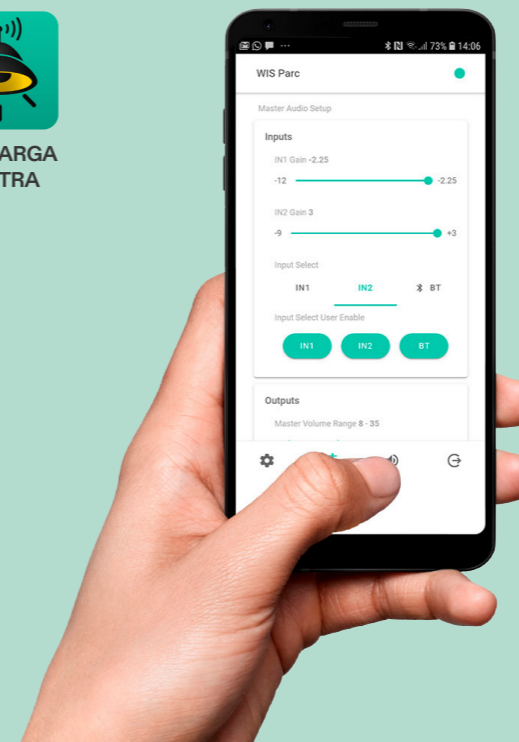 ARGA
TRA
73% 14:06
WIS Parc
Master Audio Setup
Inputs
IN1 Gain -2.25
-12 -2.25
IN2 Gain 3
-9 +3
Input Select
IN1 IN2 BT
Input Select User Enable
IN1 IN2 BT
Outputs
Master Volume Range 8 - 35